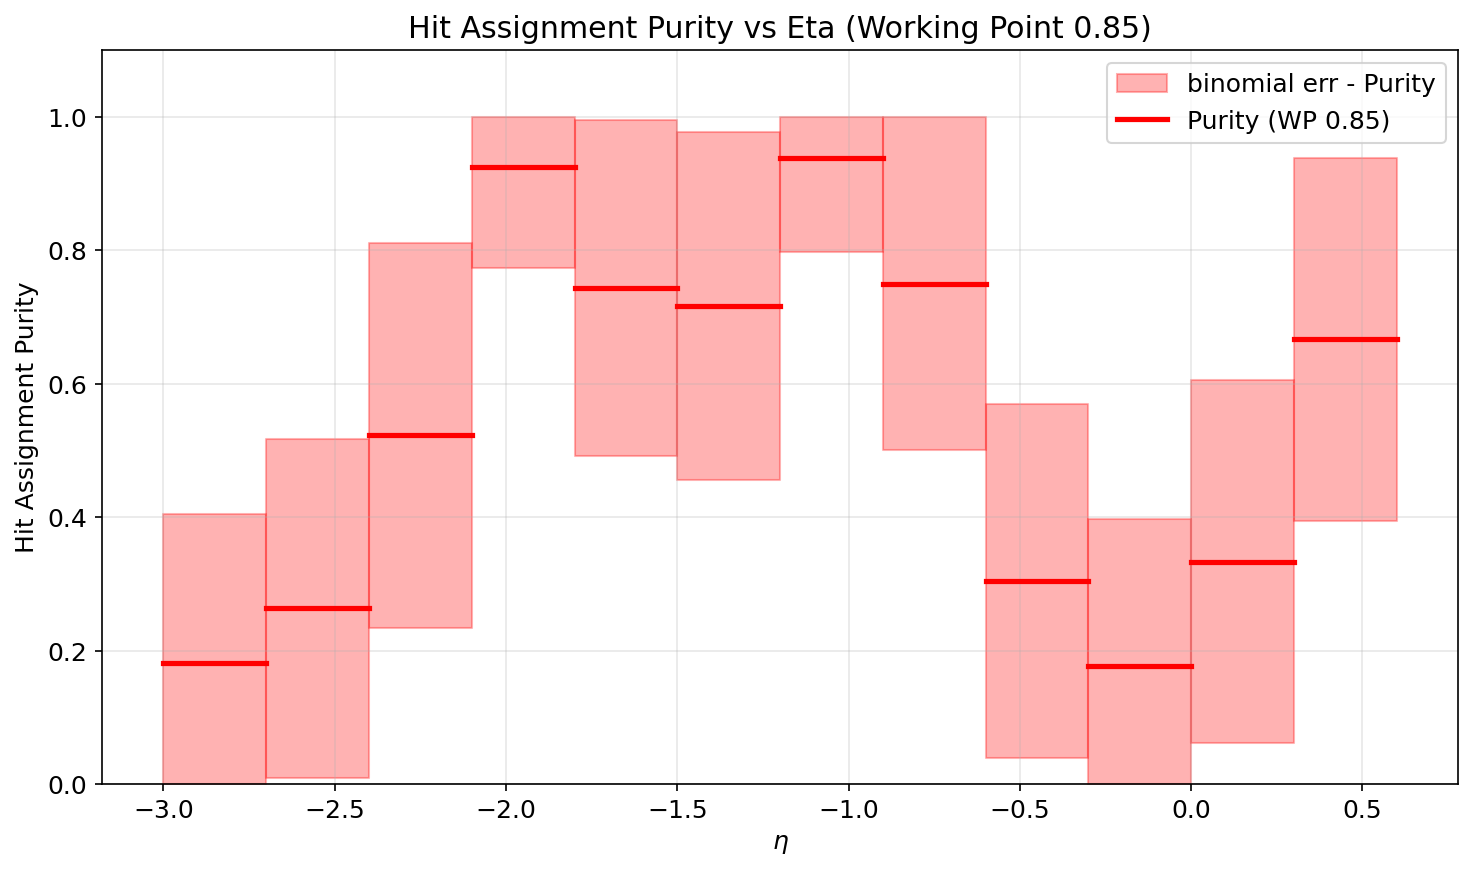 Hit Assignment Purity vs Eta (Working Point 0.85)
binomial err - Purity
Purity (WP 0.85)
Hit Assignment Purity
1.0
0.8
0.6
0.4
0.2
0.0
−3.0 −2.5 −2.0 −1.5 −1.0 −0.5 0.0 0.5
η